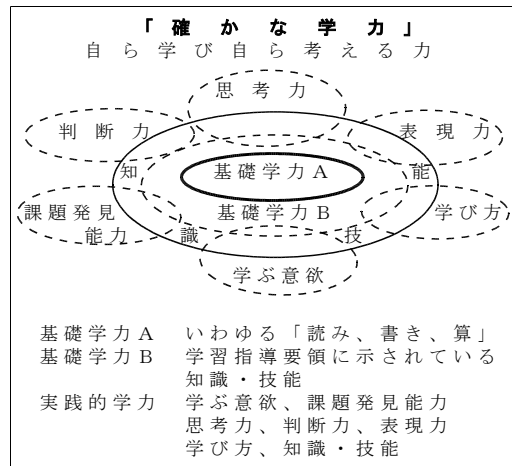 「確かな学力」
自ら学び自ら考える力
思考力
判断力
表現力
知
能
基礎学力A
課題発見
能力
基礎学力B
学び方
識
技
学ぶ意欲
基礎学力A いわゆる「読み、書き、算」
基礎学力B 学習指導要領に示されている
知識・技能
実践的学力 学ぶ意欲、課題発見能力
思考力、判断力、表現力
学び方、知識・技能